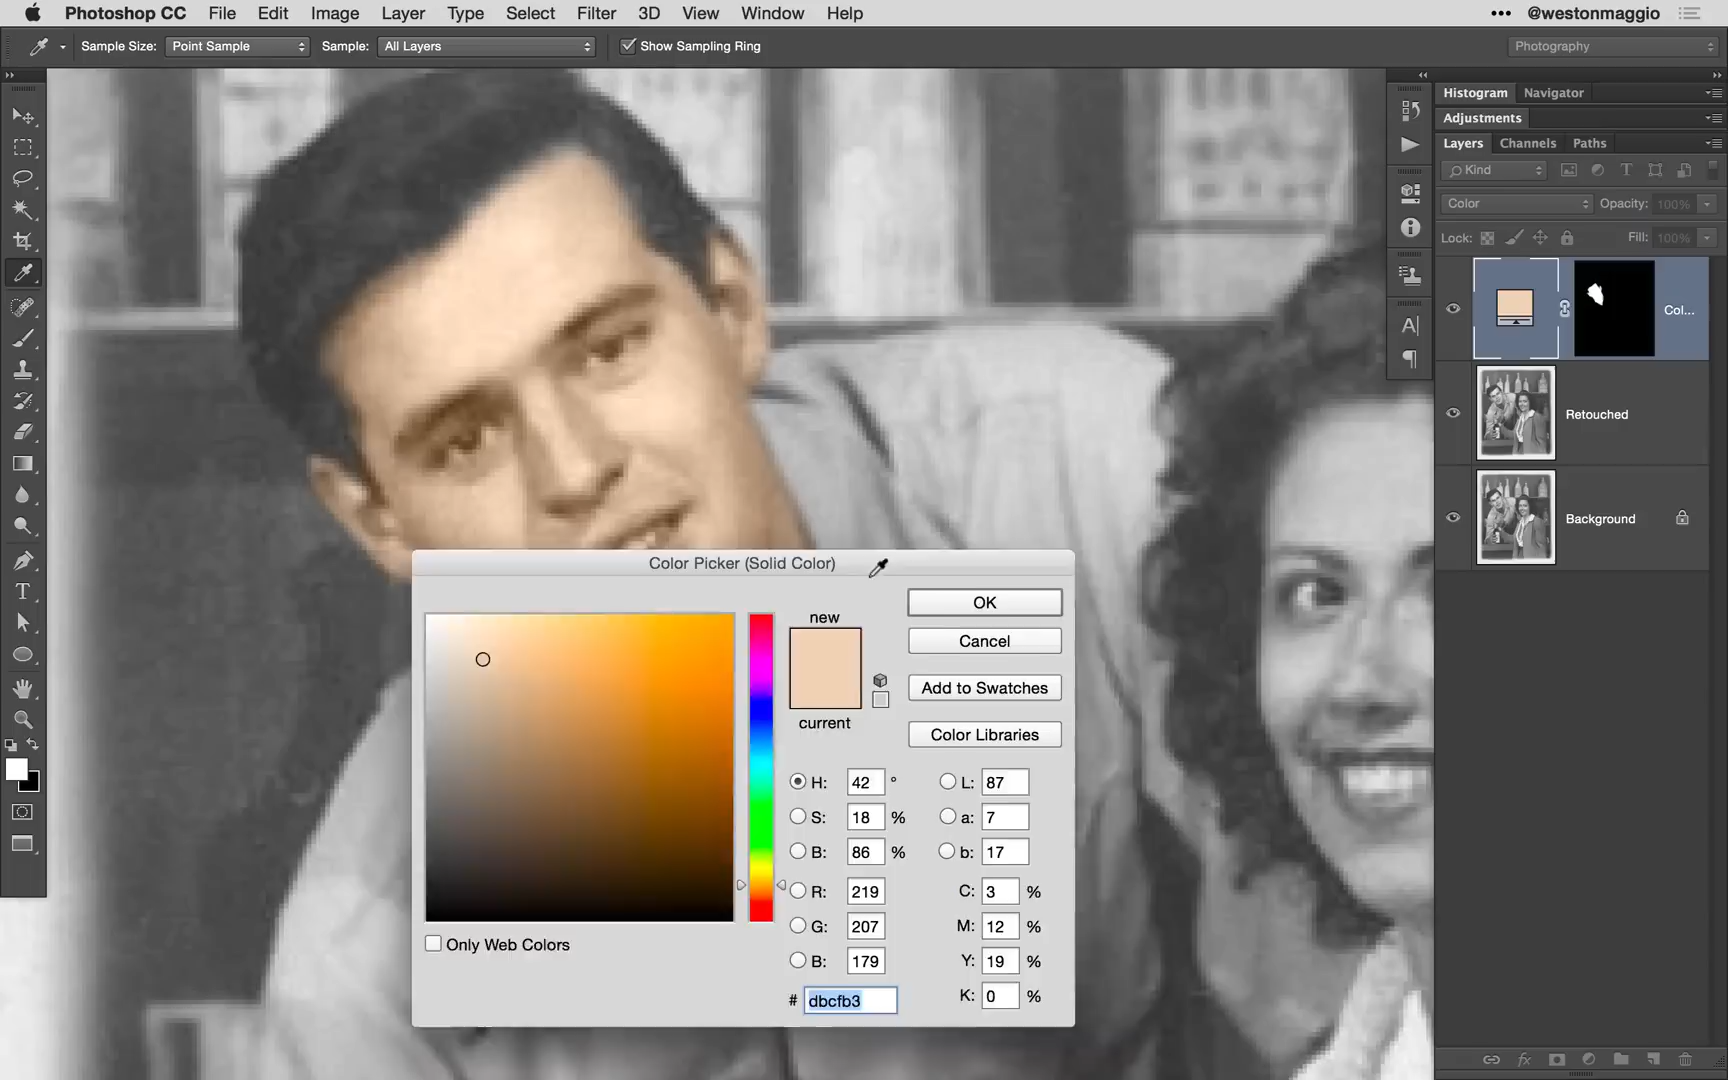 Photoshop CC File Edit Image Layer Type Select Filter 3D View Window Help ••• @westonmaggio
Sample Size: Point Sample Sample: All Layers Show Sampling Ring Photography
Histogram Navigator
Adjustments
Layers Channels Paths
Kind T
Color Opacity: 100%
Lock: Fill: 100%
Col...
A
Retouched
Background
T
Color Picker (Solid Color)
new
current
OK
Cancel
Add to Swatches
Color Libraries
H: 42 ° L: 87
S: 18 % a: 7
B: 86 % b: 17
R: 219 C: 3 %
G: 207 M: 12 %
B: 179 Y: 19 %
# dbcfb3 K: 0 %
Only Web Colors
fx